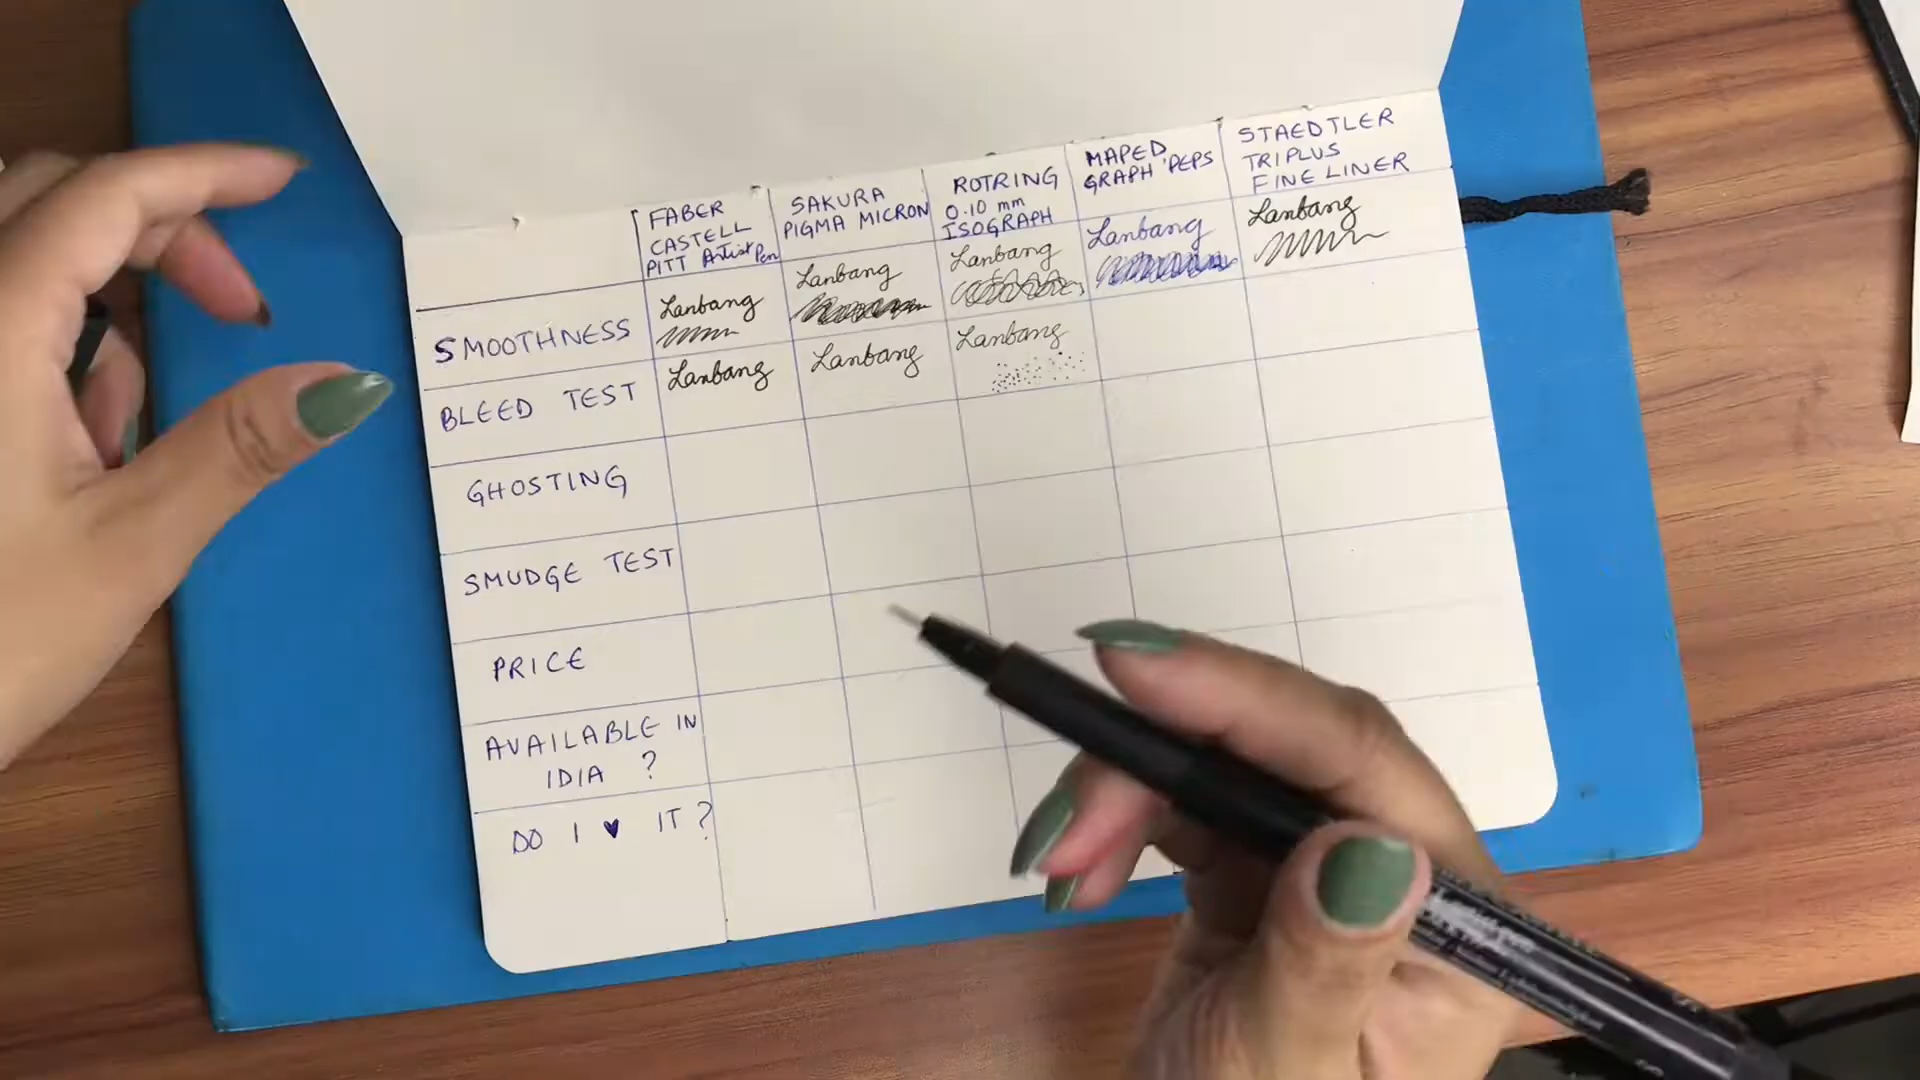 FABER
CASTELL
PITT Artist Pen
SAKURA
PIGMA MICRON
ROTRING
0.10 mm
ISOGRAPH
MAPED
GRAPH'PEPS
STAEDTLER
TRIPLUS
FINE LINER
SMOOTHNESS
Lanbang
Lanbang
Lanbang
Lanbang
Lanbang
BLEED TEST
Lanbang
Lanbang
Lanbang
GHOSTING
SMUDGE TEST
PRICE
AVAILABLE IN
IDIA ?
DO I ♥ IT?